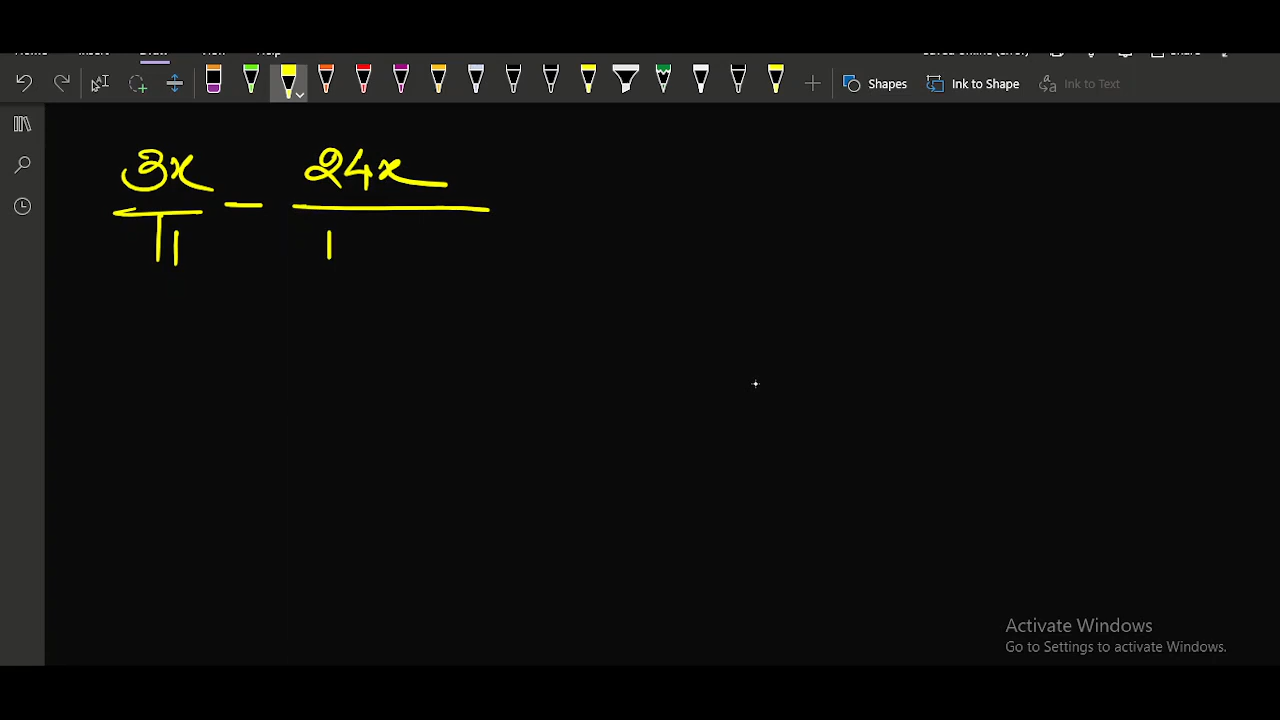 Ink to Shape
Shapes
Ink to Text
3x/11 - 24x/1
Activate Windows
Go to Settings to activate Windows.